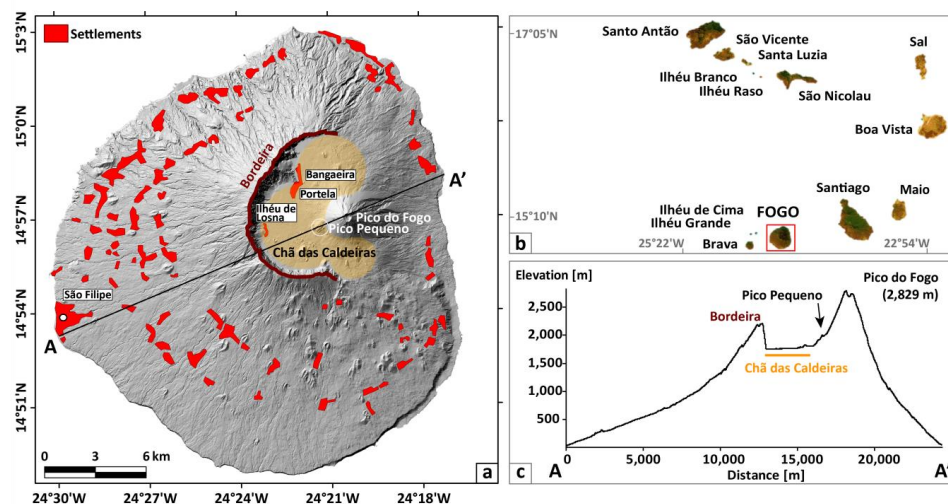 Settlements
15°3'N
15°0'N
14°57'N
14°54'N
14°51'N
Bordeira
Bangaeira
Portela
Ilhéu de
Losna
Pico do Fogo
Pico Pequeno
Chã das Caldeiras
São Filipe
A
A'
0 3 6 km
a
24°30'W 24°27'W 24°24'W 24°21'W 24°18'W
17°05'N
Santo Antão
São Vicente
Santa Luzia
Sal
Ilhéu Branco
Ilhéu Raso
São Nicolau
Boa Vista
Santiago
Maio
15°10'N
Ilhéu de Cima
Ilhéu Grande
FOGO
Brava
b
25°22'W
22°54'W
Elevation [m]
Pico do Fogo
(2,829 m)
Pico Pequeno
Bordeira
Chã das Caldeiras
2,500
2,000
1,500
1,000
500
0 5,000 10,000 15,000 20,000
c
A
Distance [m]
A'